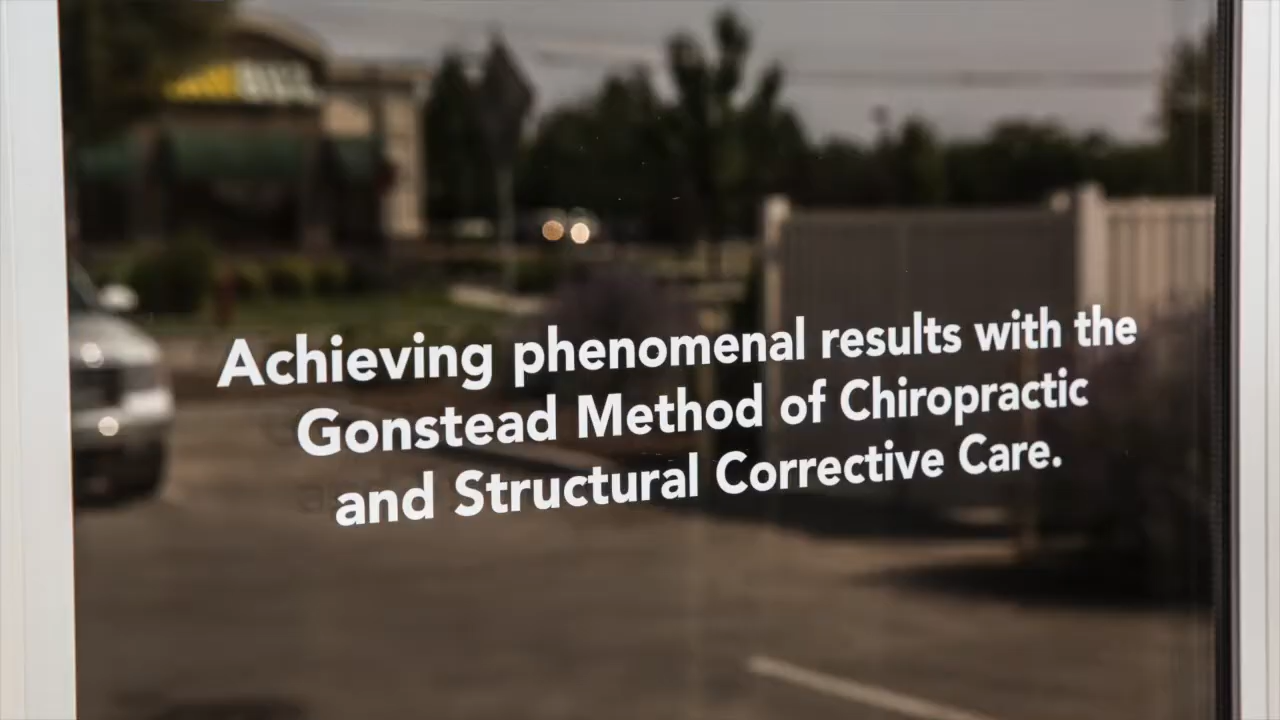 Achieving phenomenal results with the
Gonstead Method of Chiropractic
and Structural Corrective Care.